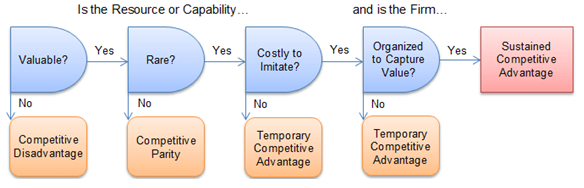 Is the Resource or Capability…
and is the Firm…
Valuable?
Yes
Rare?
Yes
Costly to
Imitate?
Yes
Organized
to Capture
Value?
Yes
Sustained
Competitive
Advantage
No
No
No
No
Competitive
Disadvantage
Competitive
Parity
Temporary
Competitive
Advantage
Temporary
Competitive
Advantage